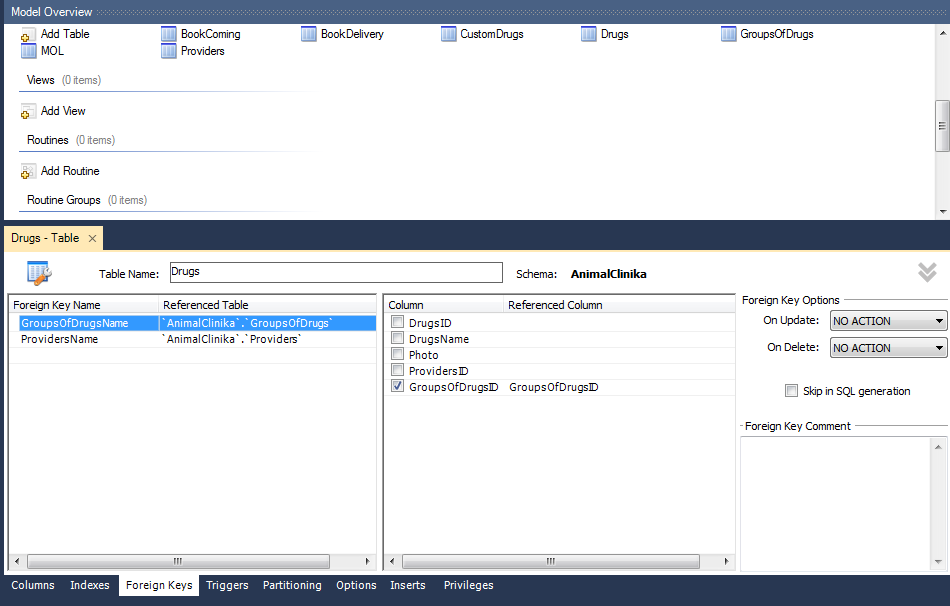 Model Overview
Add Table BookComing BookDelivery CustomDrugs Drugs GroupsOfDrugs
MOL Providers
Views (0 items)
Add View
Routines (0 items)
Add Routine
Routine Groups (0 items)
Drugs - Table
Table Name: Drugs Schema: AnimalClinika
Foreign Key Name Referenced Table
GroupsOfDrugsName `AnimalClinika`.`GroupsOfDrugs`
ProvidersName `AnimalClinika`.`Providers`
Column Referenced Column
DrugsID
DrugsName
Photo
ProvidersID
GroupsOfDrugsID GroupsOfDrugsID
Foreign Key Options
On Update: NO ACTION
On Delete: NO ACTION
Skip in SQL generation
Foreign Key Comment
Columns Indexes Foreign Keys Triggers Partitioning Options Inserts Privileges